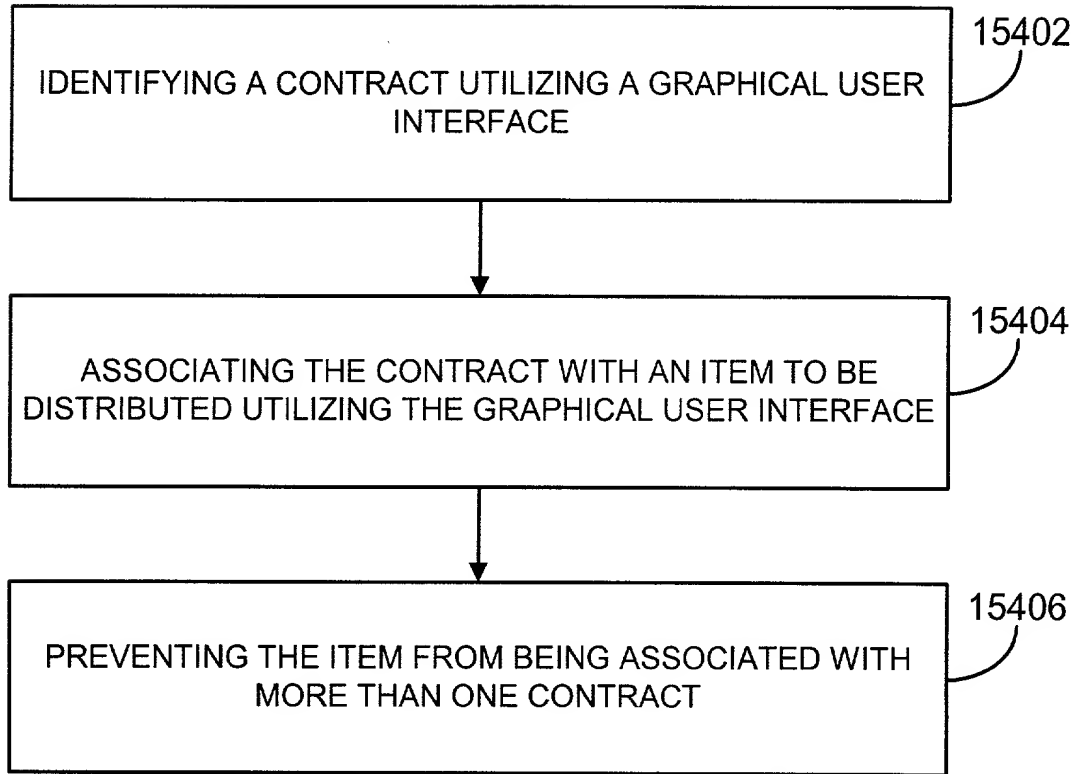 15402
IDENTIFYING A CONTRACT UTILIZING A GRAPHICAL USER
INTERFACE
15404
ASSOCIATING THE CONTRACT WITH AN ITEM TO BE
DISTRIBUTED UTILIZING THE GRAPHICAL USER INTERFACE
15406
PREVENTING THE ITEM FROM BEING ASSOCIATED WITH
MORE THAN ONE CONTRACT